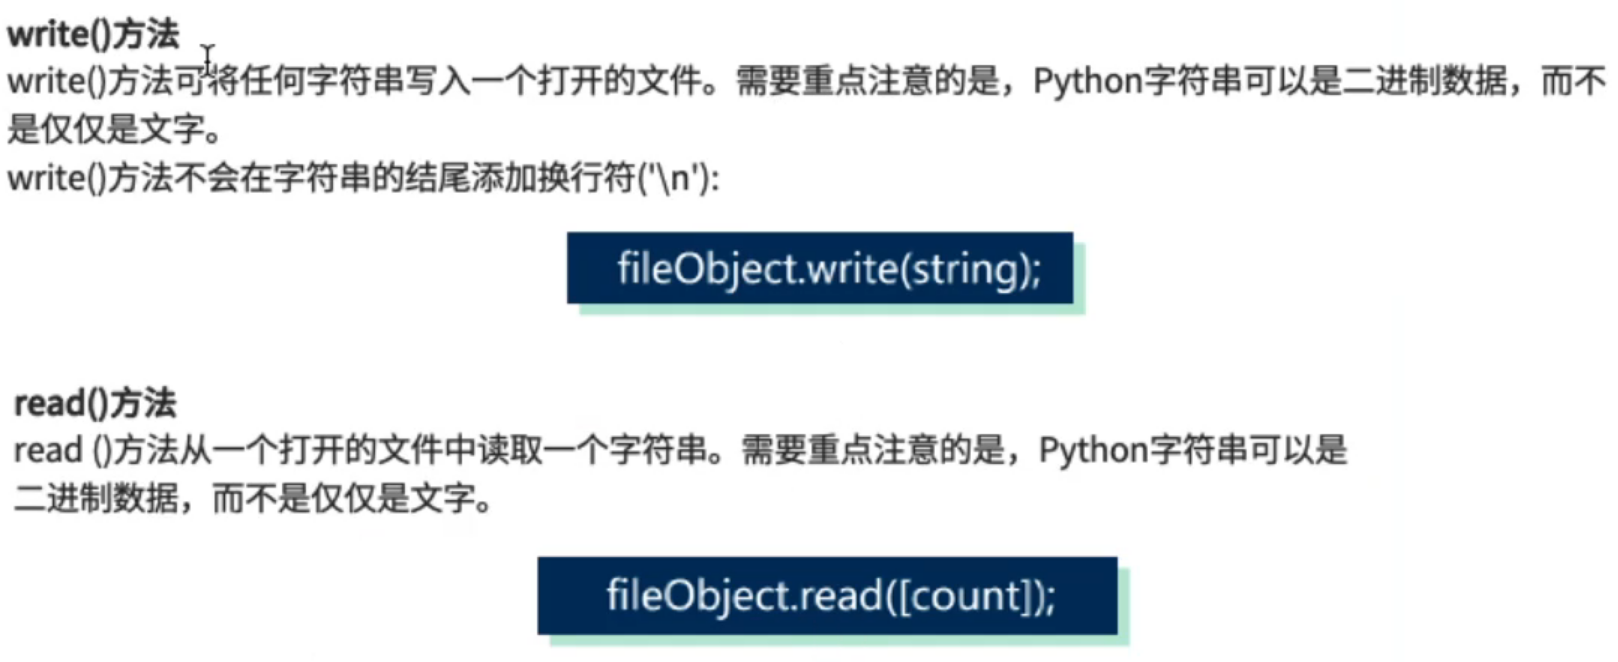 write()方法
write()方法可将任何字符串写入一个打开的文件。需要重点注意的是，Python字符串可以是二进制数据，而不
是仅仅是文字。
write()方法不会在字符串的结尾添加换行符('\n'):
fileObject.write(string);
read()方法
read ()方法从一个打开的文件中读取一个字符串。需要重点注意的是，Python字符串可以是
二进制数据，而不是仅仅是文字。
fileObject.read([count]);